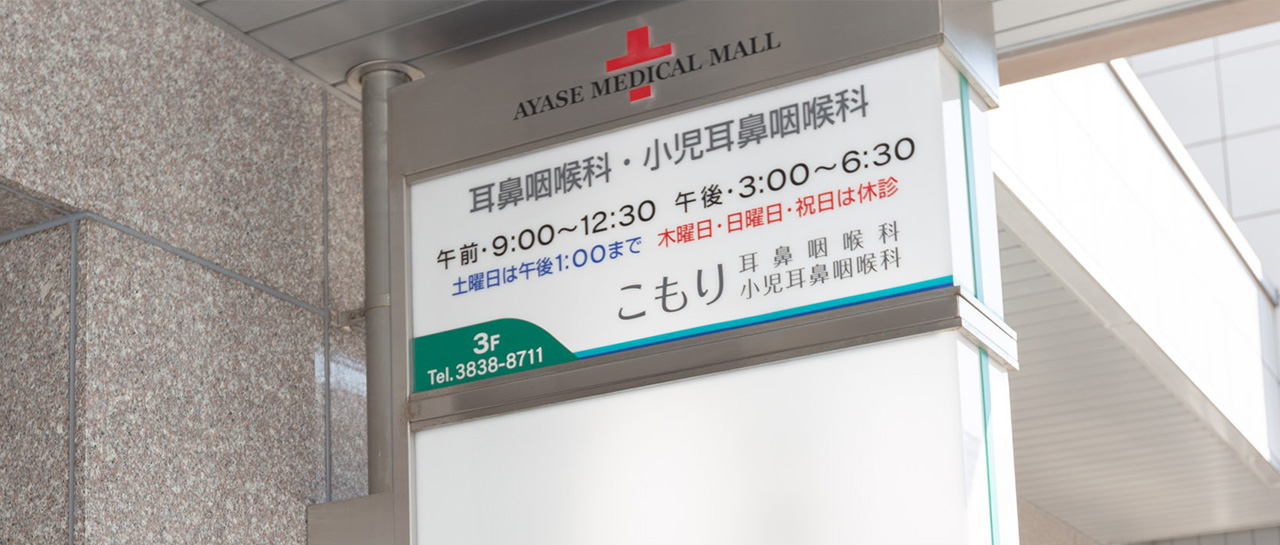 AYASE MEDICAL MALL
耳鼻咽喉科・小児耳鼻咽喉科
午前・9:00〜12:30 午後・3:00〜6:30
土曜日は午後1:00まで 木曜日・日曜日・祝日は休診
こもり 耳鼻咽喉科
小児耳鼻咽喉科
3F
Tel.3838-8711